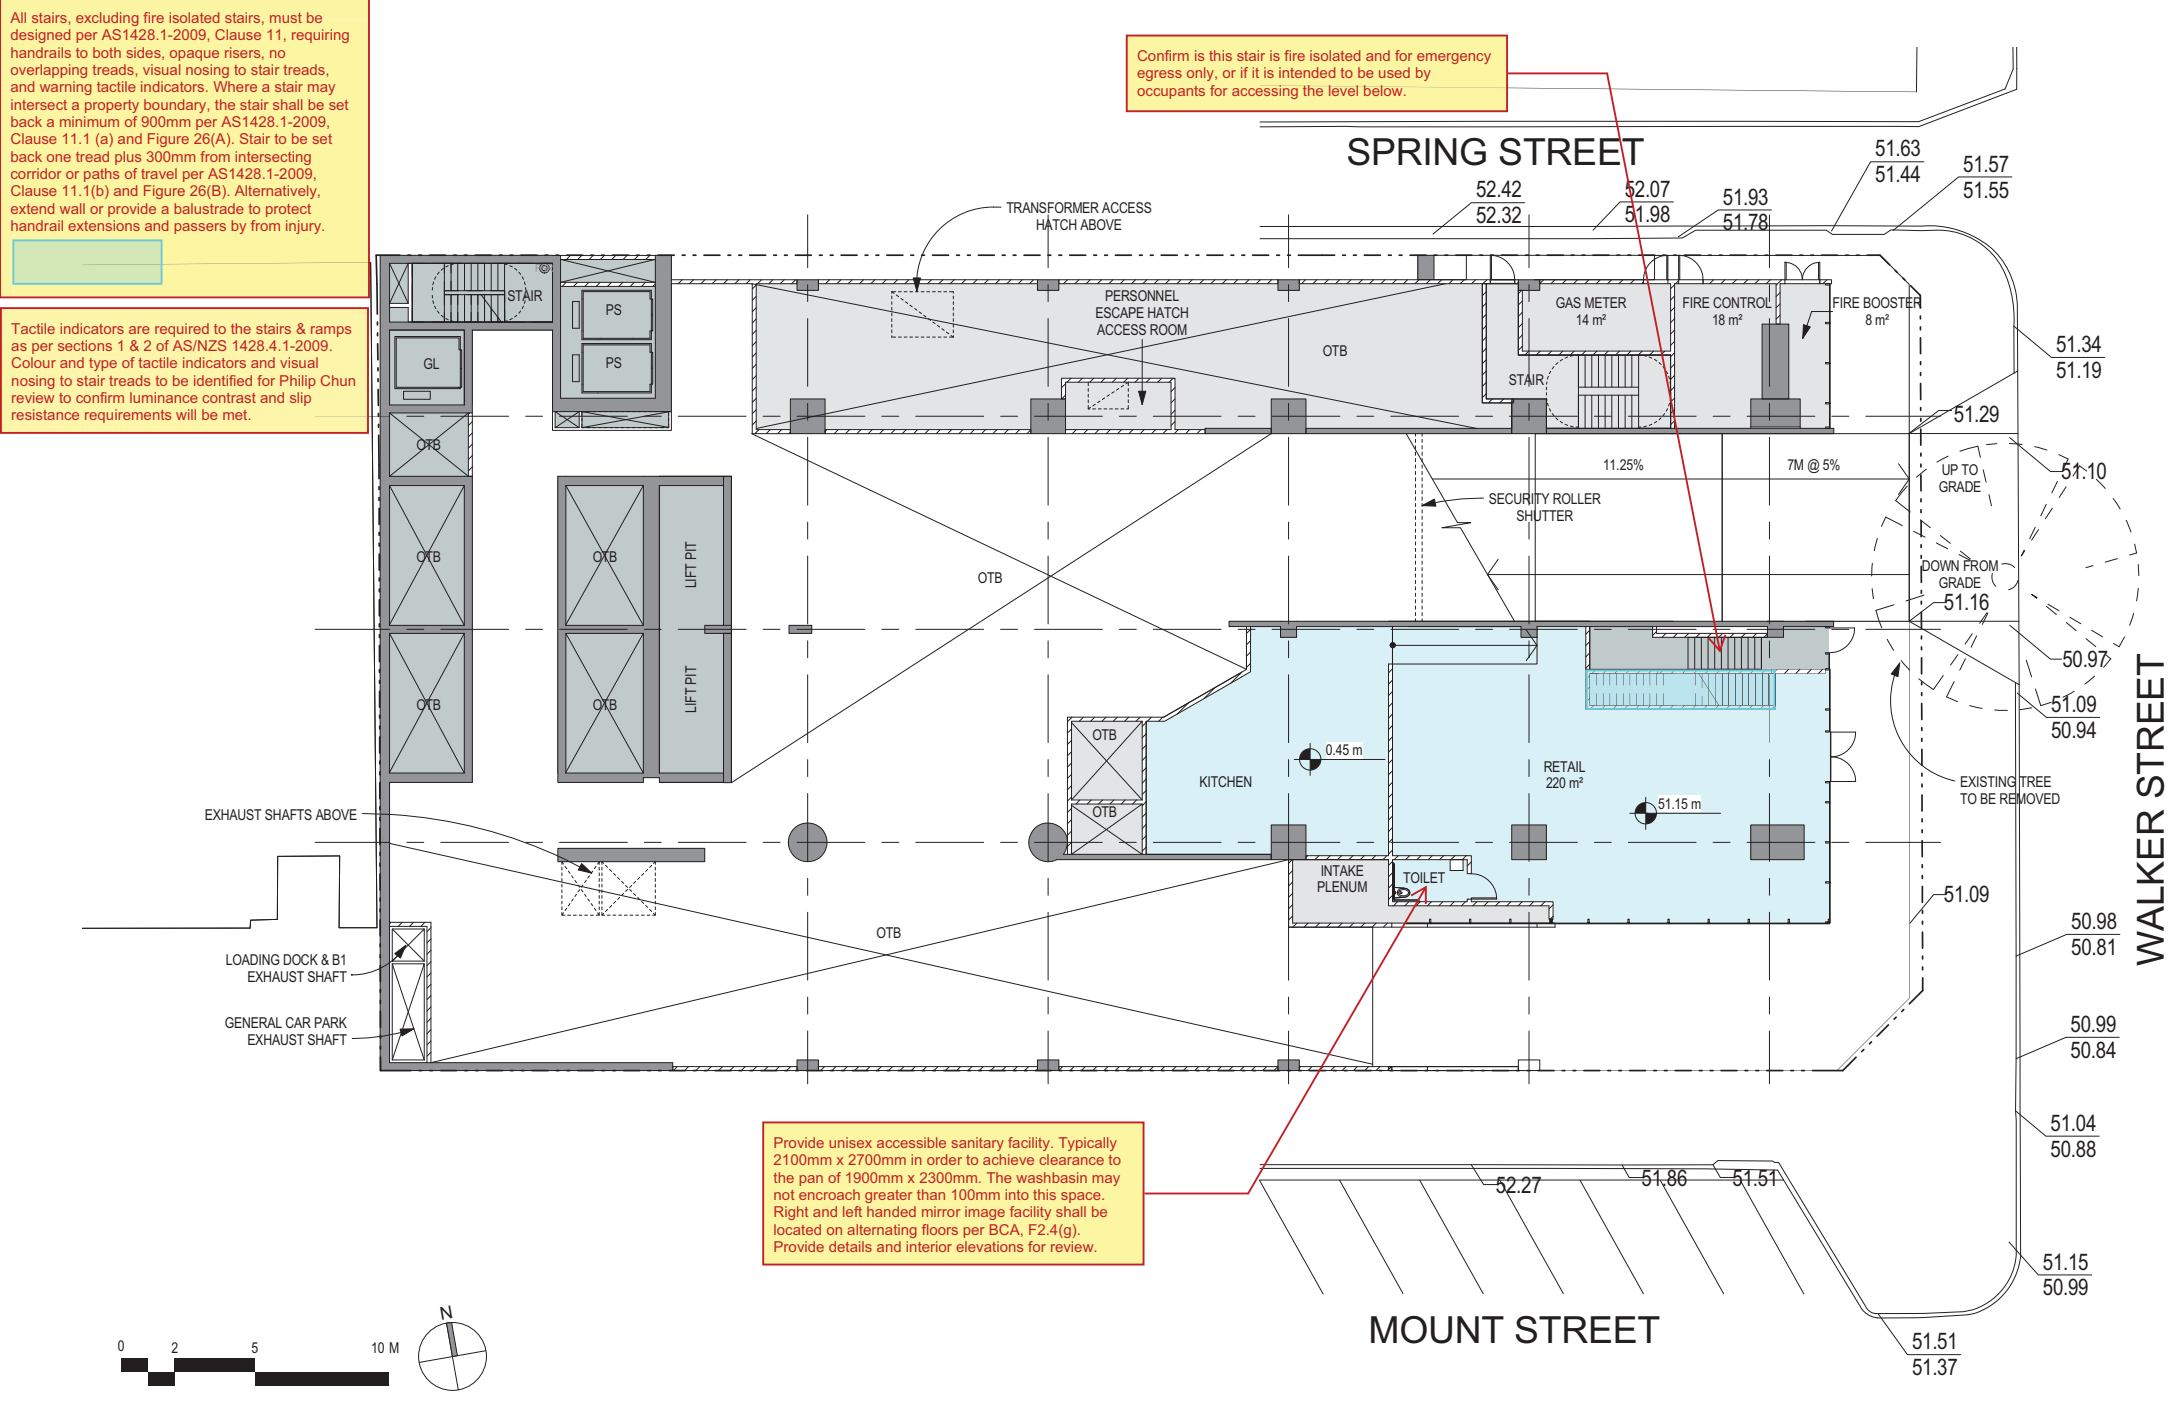 All stairs, excluding fire isolated stairs, must be
designed per AS1428.1-2009, Clause 11, requiring
handrails to both sides, opaque risers, no
overlapping treads, visual nosing to stair treads,
and warning tactile indicators. Where a stair may
intersect a property boundary, the stair shall be set
back a minimum of 900mm per AS1428.1-2009,
Clause 11.1 (a) and Figure 26(A). Stair to be set
back one tread plus 300mm from intersecting
corridor or paths of travel per AS1428.1-2009,
Clause 11.1(b) and Figure 26(B). Alternatively,
extend wall or provide a balustrade to protect
handrail extensions and passers by from injury.
Tactile indicators are required to the stairs & ramps
as per sections 1 & 2 of AS/NZS 1428.4.1-2009.
Colour and type of tactile indicators and visual
nosing to stair treads to be identified for Philip Chun
review to confirm luminance contrast and slip
resistance requirements will be met.
Confirm is this stair is fire isolated and for emergency
egress only, or if it is intended to be used by
occupants for accessing the level below.
SPRING STREET
51.63
51.44
51.57
51.55
52.42
52.32
52.07
51.98
51.93
51.78
TRANSFORMER ACCESS
HATCH ABOVE
STAIR
PS
PS
GL
OTB
OTB
OTB
OTB
OTB
LIFT PIT
LIFT PIT
PERSONNEL
ESCAPE HATCH
ACCESS ROOM
OTB
STAIR
GAS METER
14 m²
FIRE CONTROL
18 m²
FIRE BOOSTER
8 m²
51.34
51.19
51.29
51.10
11.25%
7M @ 5%
UP TO
GRADE
SECURITY ROLLER
SHUTTER
OTB
DOWN FROM
GRADE
51.16
50.97
51.09
50.94
WALKER STREET
OTB
OTB
KITCHEN
0.45 m
RETAIL
220 m²
51.15 m
EXISTING TREE
TO BE REMOVED
EXHAUST SHAFTS ABOVE
INTAKE
PLENUM
TOILET
51.09
OTB
50.98
50.81
LOADING DOCK & B1
EXHAUST SHAFT
GENERAL CAR PARK
EXHAUST SHAFT
50.99
50.84
51.04
50.88
Provide unisex accessible sanitary facility. Typically
2100mm x 2700mm in order to achieve clearance to
the pan of 1900mm x 2300mm. The washbasin may
not encroach greater than 100mm into this space.
Right and left handed mirror image facility shall be
located on alternating floors per BCA, F2.4(g).
Provide details and interior elevations for review.
52.27
51.86
51.51
51.15
50.99
MOUNT STREET
51.51
51.37
0 2 5 10 M
N